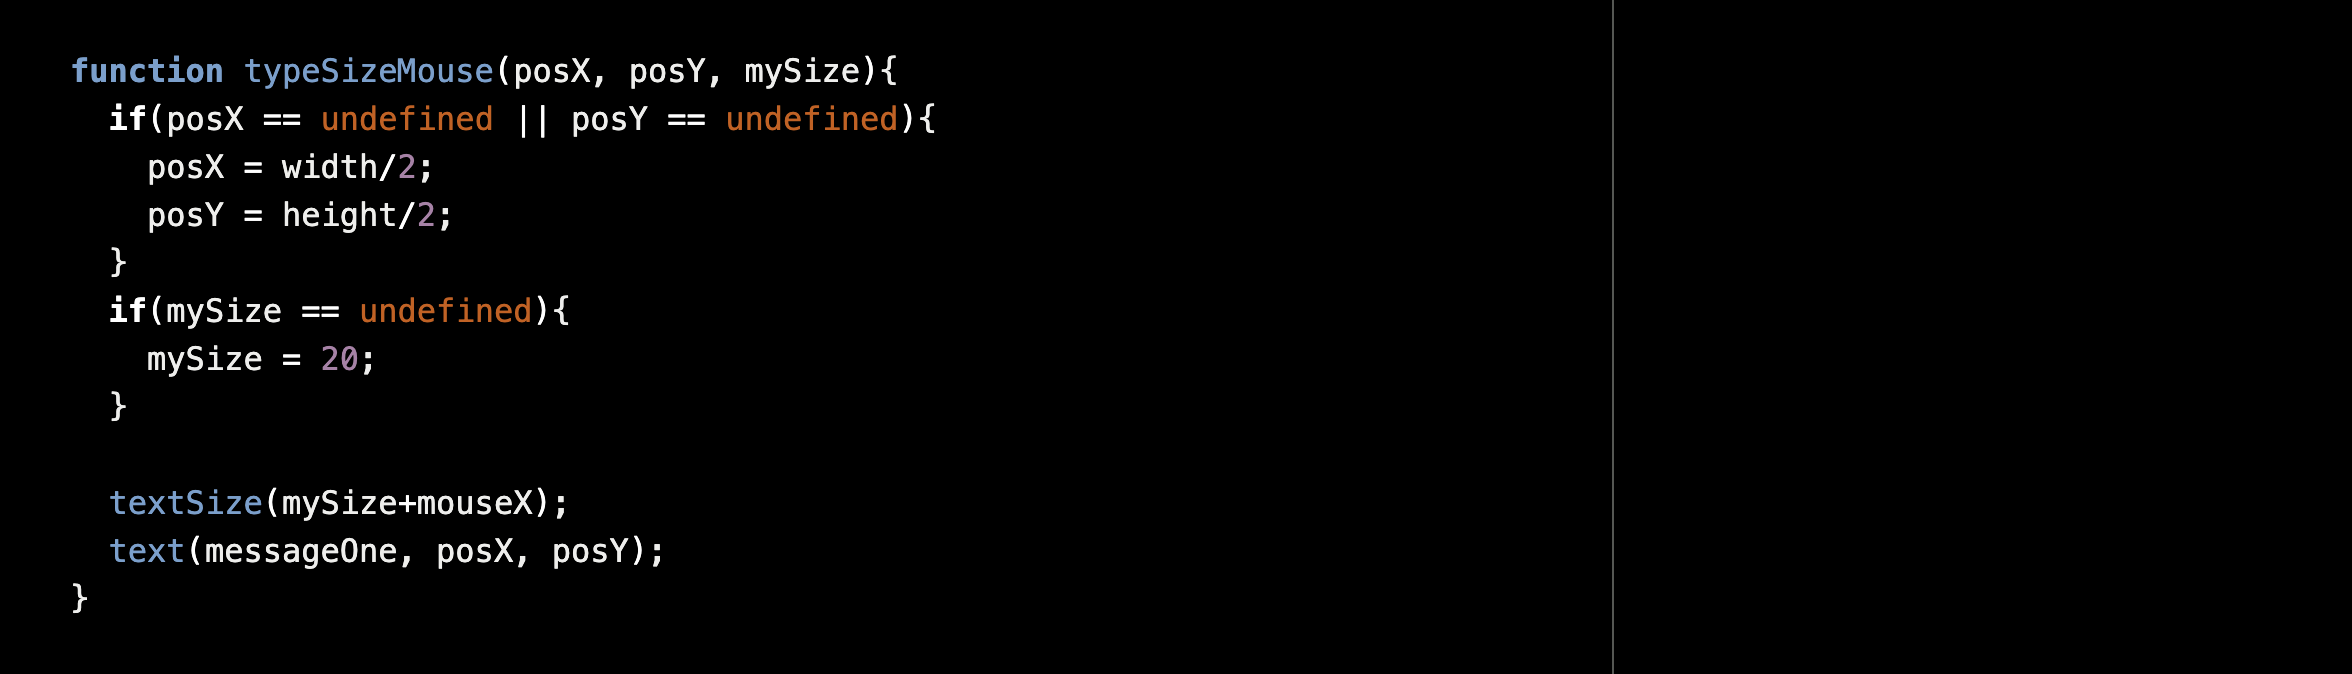 function typeSizeMouse(posX, posY, mySize){
  if(posX == undefined || posY == undefined){
    posX = width/2;
    posY = height/2;
  }
  if(mySize == undefined){
    mySize = 20;
  }

  textSize(mySize+mouseX);
  text(messageOne, posX, posY);
}